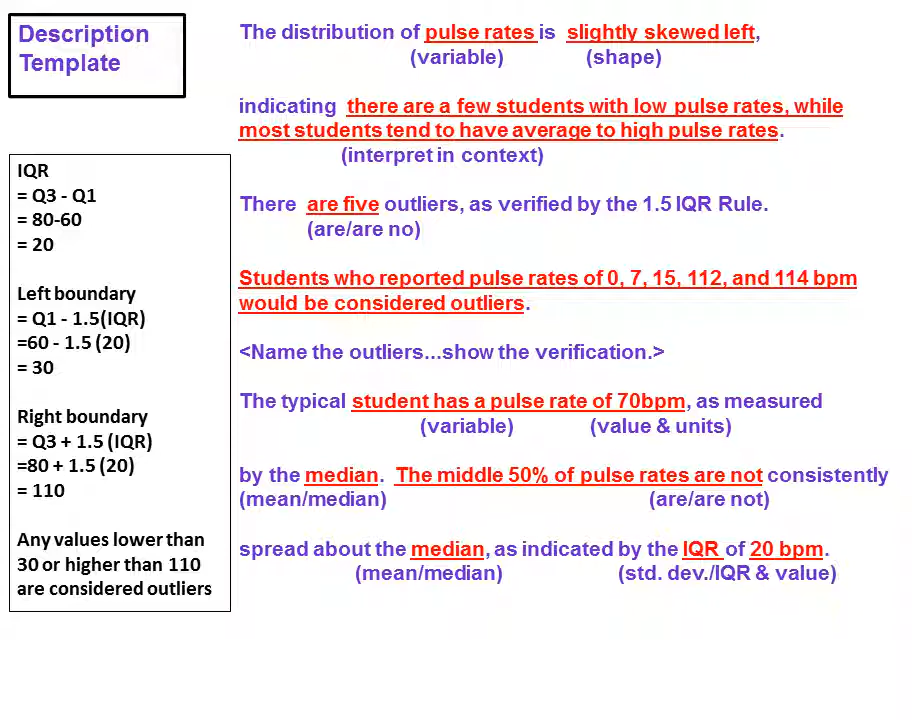 Description
Template
The distribution of pulse rates is slightly skewed left,
(variable) (shape)
indicating there are a few students with low pulse rates, while
most students tend to have average to high pulse rates.
(interpret in context)
There are five outliers, as verified by the 1.5 IQR Rule.
(are/are no)
Students who reported pulse rates of 0, 7, 15, 112, and 114 bpm
would be considered outliers.
<Name the outliers...show the verification.>
The typical student has a pulse rate of 70bpm, as measured
(variable) (value & units)
by the median. The middle 50% of pulse rates are not consistently
(mean/median) (are/are not)
spread about the median, as indicated by the IQR of 20 bpm.
(mean/median) (std. dev./IQR & value)
IQR
= Q3 - Q1
= 80-60
= 20
Left boundary
= Q1 - 1.5(IQR)
=60 - 1.5 (20)
= 30
Right boundary
= Q3 + 1.5 (IQR)
=80 + 1.5 (20)
= 110
Any values lower than
30 or higher than 110
are considered outliers